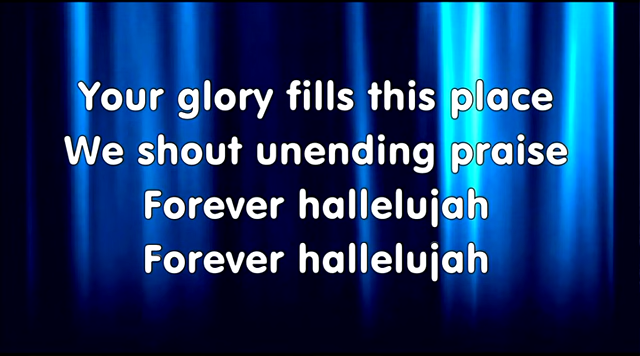 Your glory fills this place
We shout unending praise
Forever hallelujah
Forever hallelujah